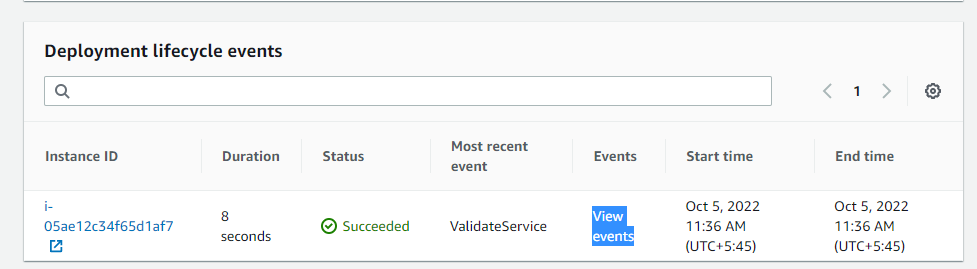 Deployment lifecycle events
1
Instance ID
Duration
Status
Most recent
event
Events
Start time
End time
i-
05ae12c34f65d1af7
8
seconds
Succeeded
ValidateService
View
events
Oct 5, 2022
11:36 AM
(UTC+5:45)
Oct 5, 2022
11:36 AM
(UTC+5:45)